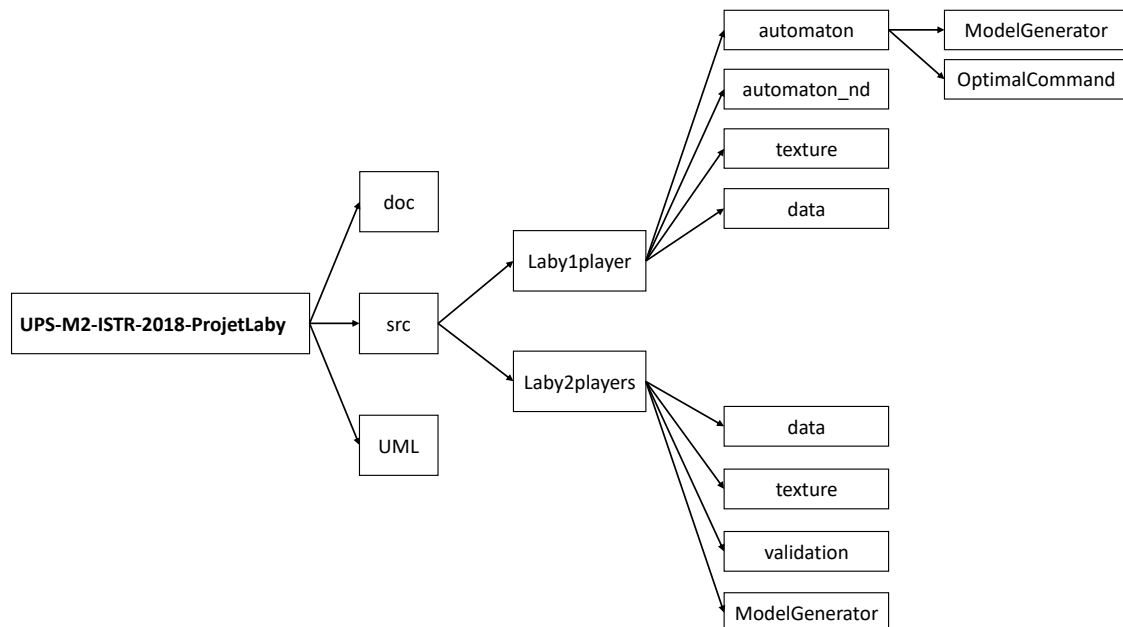 automaton
ModelGenerator
OptimalCommand
automaton_nd
texture
doc
data
Laby1player
UPS-M2-ISTR-2018-ProjetLaby
src
Laby2players
data
UML
texture
validation
ModelGenerator